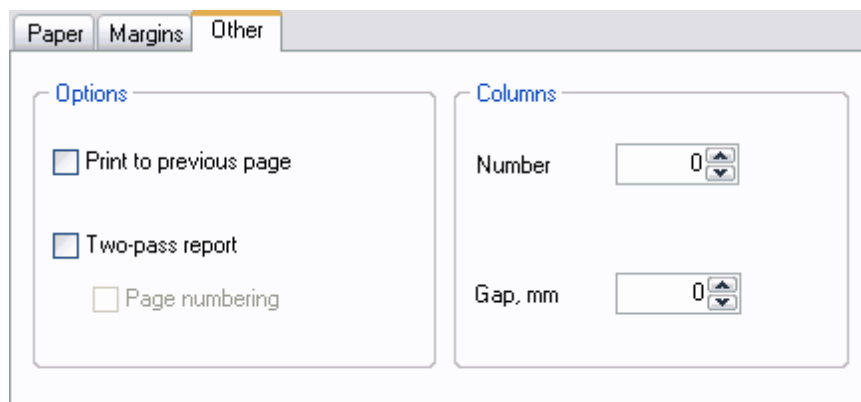 Paper Margins Other
Options
Print to previous page
Two-pass report
Page numbering
Columns
Number 0
Gap, mm 0